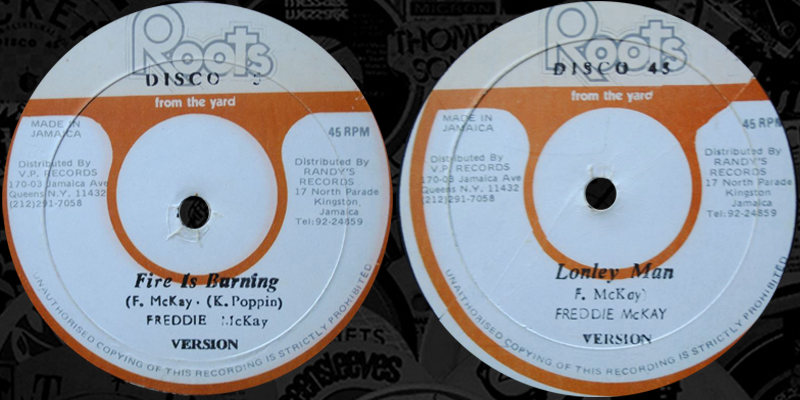 Roots
DISCO
from the yard
MADE IN
JAMAICA
45 RPM
Distributed By
V.P. RECORDS
170-03 Jamaica Ave
Queens N.Y. 11432
(212)291-7058
Distributed By
RANDY'S
RECORDS
17 North Parade
Kingston,
Jamaica
Tel:92-24859
Fire Is Burning
(F. McKay · (K. Poppin)
FREDDIE McKay
VERSION
UNAUTHORISED COPYING OF THIS RECORDING IS STRICTLY PROHIBITED
Roots
DISCO 45
from the yard
MADE IN
JAMAICA
45 RPM
Distributed By
V.P. RECORDS
170-03 Jamaica Ave
Queens N.Y. 11432
(212)291-7058
Distributed By
RANDY'S
RECORDS
17 North Parade
Kingston,
Jamaica
Tel:92-24859
Lonley Man
F. McKay)
FREDDIE McKAY
VERSION
UNAUTHORISED COPYING OF THIS RECORDING IS STRICTLY PROHIBITED
THOMP